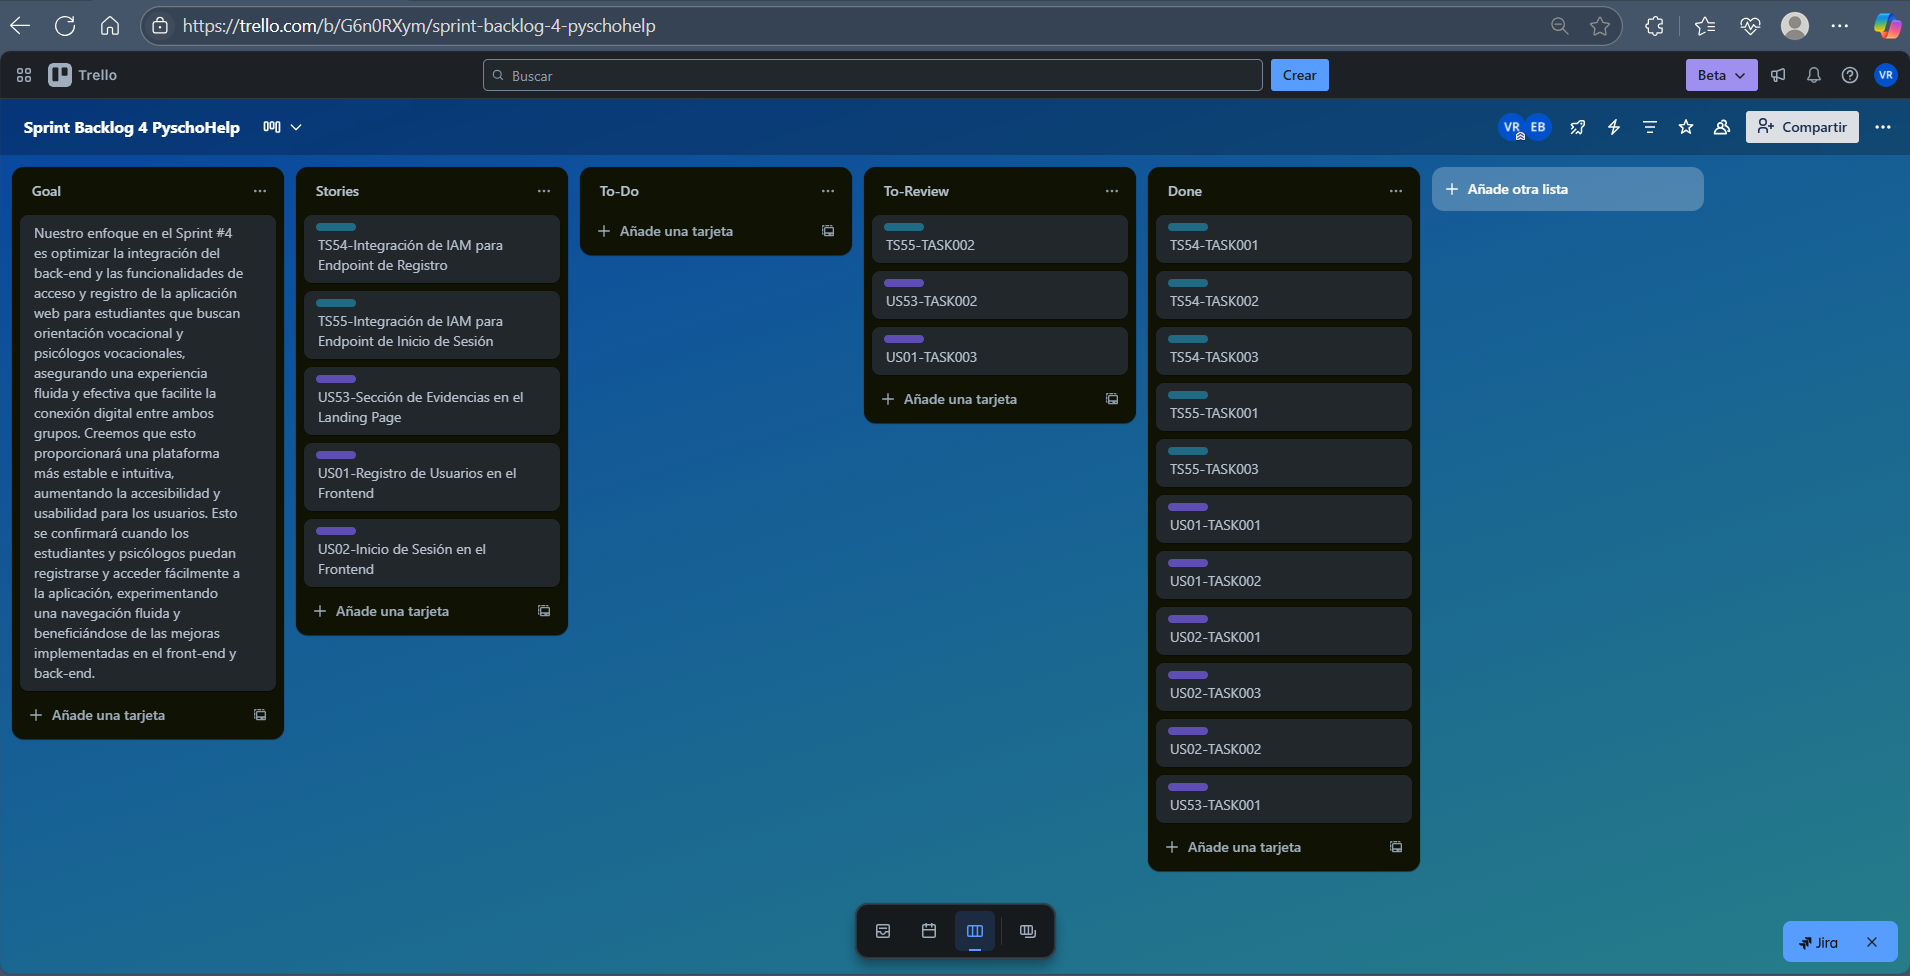 https://trello.com/b/G6n0RXym/sprint-backlog-4-pyschohelp
Trello
Buscar
Crear
Beta
VR
Sprint Backlog 4 PyschoHelp
VR
EB
Compartir
Goal
Nuestro enfoque en el Sprint #4
es optimizar la integración del
back-end y las funcionalidades de
acceso y registro de la aplicación
web para estudiantes que buscan
orientación vocacional y
psicólogos vocacionales,
asegurando una experiencia
fluida y efectiva que facilite la
conexión digital entre ambos
grupos. Creemos que esto
proporcionará una plataforma
más estable e intuitiva,
aumentando la accesibilidad y
usabilidad para los usuarios. Esto
se confirmará cuando los
estudiantes y psicólogos puedan
registrarse y acceder fácilmente a
la aplicación, experimentando
una navegación fluida y
beneficiándose de las mejoras
implementadas en el front-end y
back-end.
Añade una tarjeta
Stories
TS54-Integración de IAM para
Endpoint de Registro
TS55-Integración de IAM para
Endpoint de Inicio de Sesión
US53-Sección de Evidencias en el
Landing Page
US01-Registro de Usuarios en el
Frontend
US02-Inicio de Sesión en el
Frontend
Añade una tarjeta
To-Do
Añade una tarjeta
To-Review
TS55-TASK002
US53-TASK002
US01-TASK003
Añade una tarjeta
Done
TS54-TASK001
TS54-TASK002
TS54-TASK003
TS55-TASK001
TS55-TASK003
US01-TASK001
US01-TASK002
US02-TASK001
US02-TASK003
US02-TASK002
US53-TASK001
Añade una tarjeta
Añade otra lista
Jira